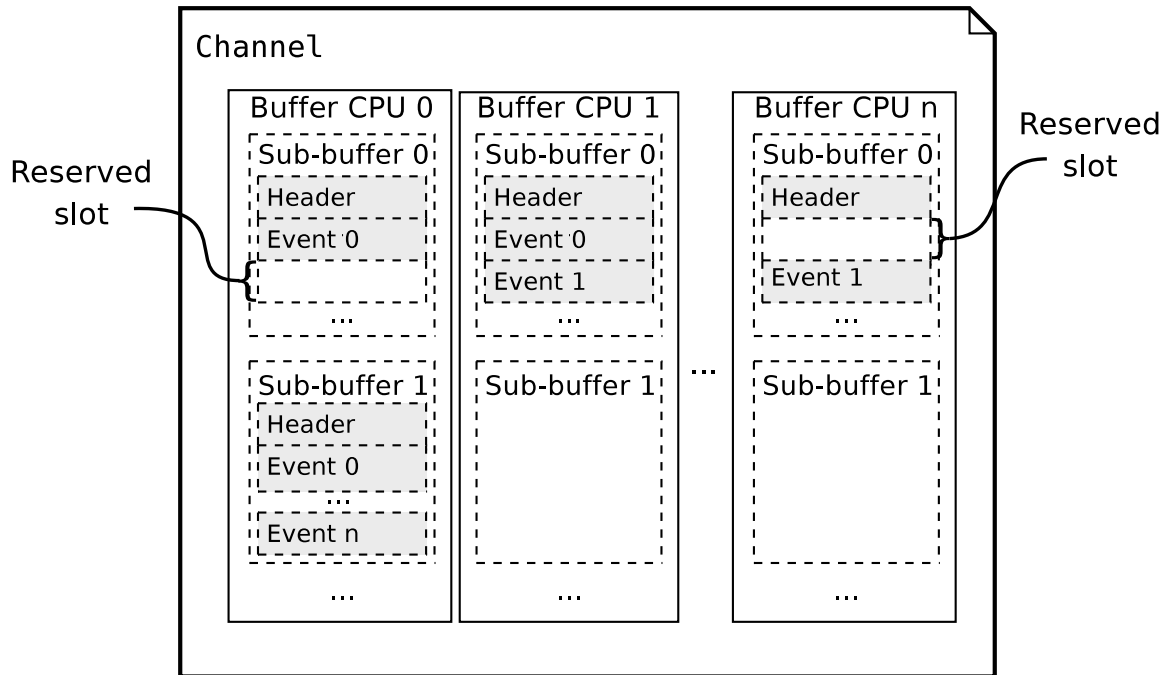 Channel
Reserved
slot
Buffer CPU 0
Sub-buffer 0
Header
Event 0
...
Sub-buffer 1
Header
Event 0
...
Event n
...
Buffer CPU 1
Sub-buffer 0
Header
Event 0
Event 1
...
Sub-buffer 1
...
...
Buffer CPU n
Sub-buffer 0
Header
Event 1
...
Sub-buffer 1
...
Reserved
slot